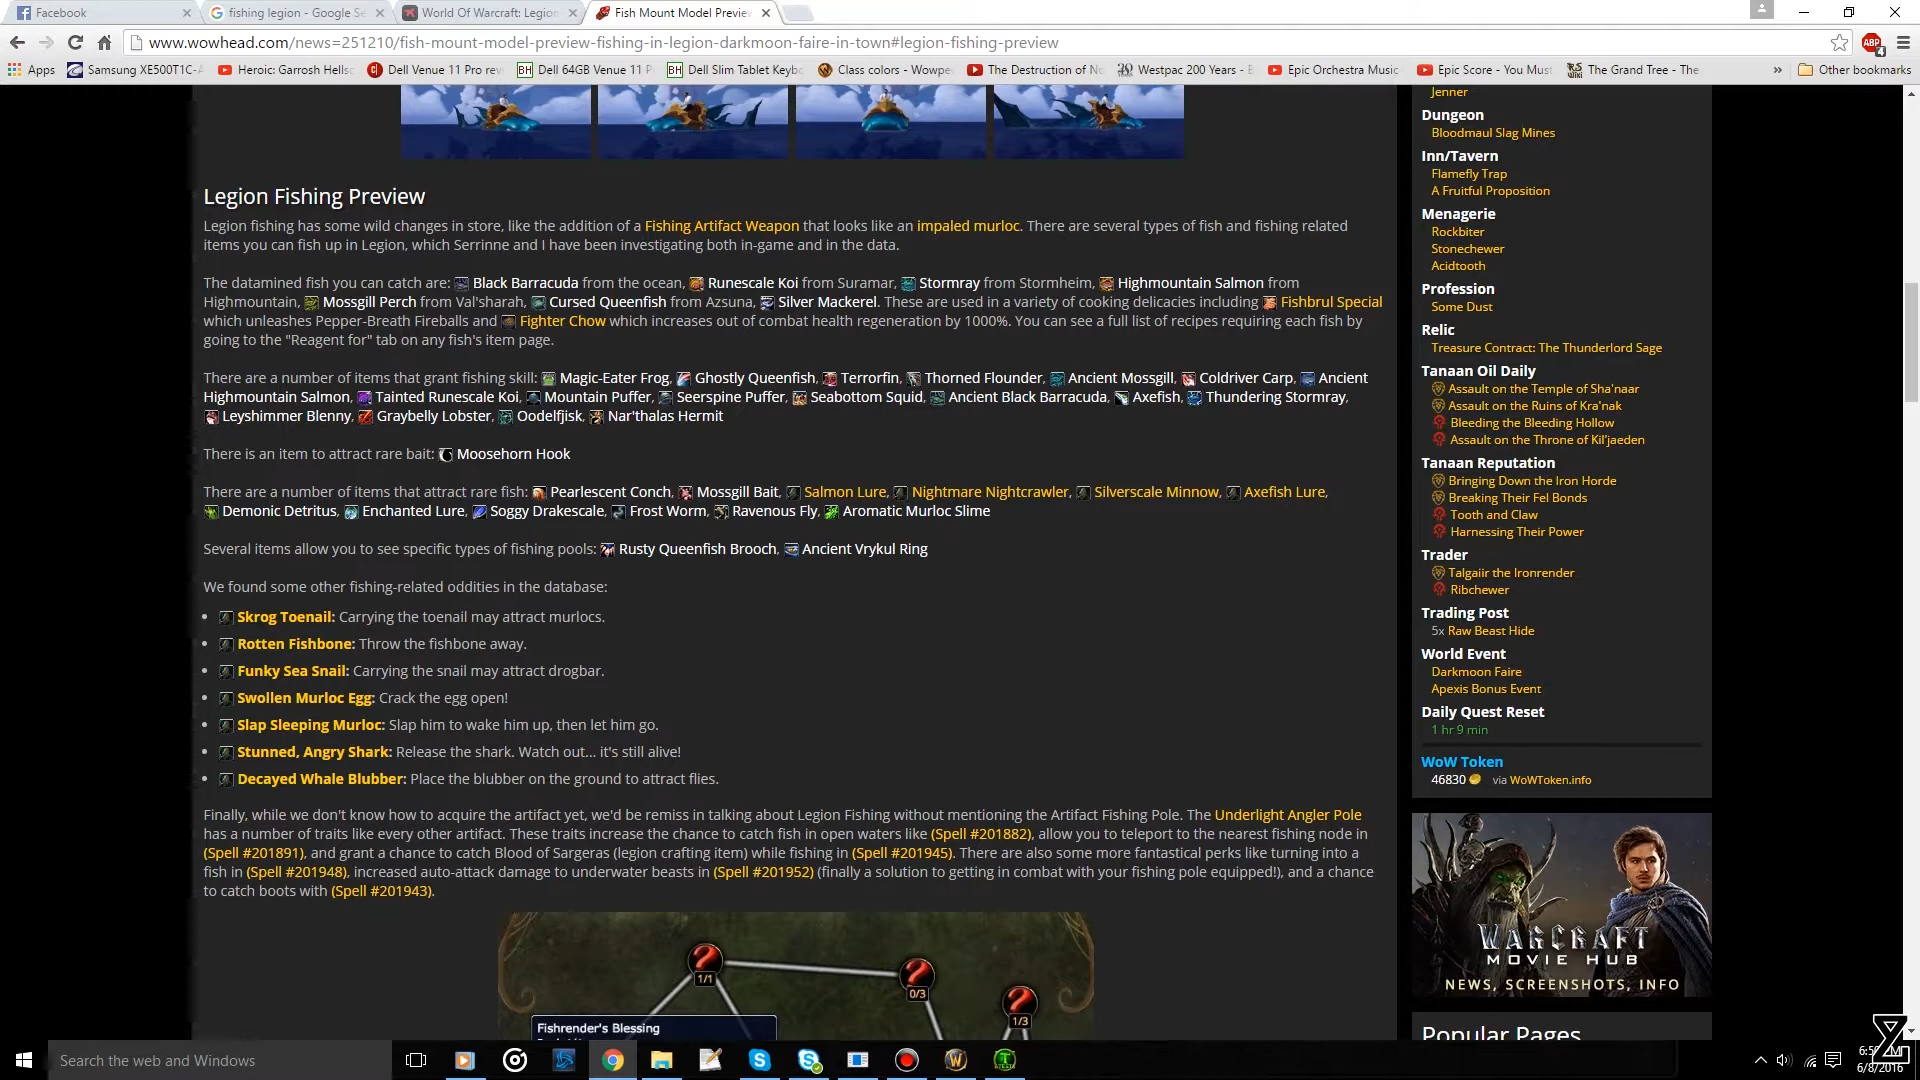 Facebook
fishing legion - Google Se
World Of Warcraft: Legion
Fish Mount Model Preview
www.wowhead.com/news=251210/fish-mount-model-preview-fishing-in-legion-darkmoon-faire-in-town#legion-fishing-preview
ABP
4
Apps
Samsung XE500T1C-A
Heroic: Garrosh Hellsc
Dell Venue 11 Pro rev
BH
Dell 64GB Venue 11 P
BH
Dell Slim Tablet Keybo
Class colors - Wowpe
The Destruction of No
Westpac 200 Years - B
Epic Orchestra Music
Epic Score - You Must
The Grand Tree - The
»
Other bookmarks
Legion Fishing Preview
Legion fishing has some wild changes in store, like the addition of a Fishing Artifact Weapon that looks like an impaled murloc. There are several types of fish and fishing related
items you can fish up in Legion, which Serrinne and I have been investigating both in-game and in the data.
The datamined fish you can catch are: Black Barracuda from the ocean, Runescale Koi from Suramar, Stormray from Stormheim, Highmountain Salmon from
Highmountain, Mossgill Perch from Val'sharah, Cursed Queenfish from Azsuna, Silver Mackerel. These are used in a variety of cooking delicacies including Fishbrul Special
which unleashes Pepper-Breath Fireballs and Fighter Chow which increases out of combat health regeneration by 1000%. You can see a full list of recipes requiring each fish by
going to the "Reagent for" tab on any fish's item page.
There are a number of items that grant fishing skill: Magic-Eater Frog, Ghostly Queenfish, Terrorfin, Thorned Flounder, Ancient Mossgill, Coldriver Carp, Ancient
Highmountain Salmon, Tainted Runescale Koi, Mountain Puffer, Seerspine Puffer, Seabottom Squid, Ancient Black Barracuda, Axefish, Thundering Stormray,
Leyshimmer Blenny, Graybelly Lobster, Oodelfjisk, Nar'thalas Hermit
There is an item to attract rare bait: Moosehorn Hook
There are a number of items that attract rare fish: Pearlescent Conch, Mossgill Bait, Salmon Lure, Nightmare Nightcrawler, Silverscale Minnow, Axefish Lure,
Demonic Detritus, Enchanted Lure, Soggy Drakescale, Frost Worm, Ravenous Fly, Aromatic Murloc Slime
Several items allow you to see specific types of fishing pools: Rusty Queenfish Brooch, Ancient Vrykul Ring
We found some other fishing-related oddities in the database:
• Skrog Toenail: Carrying the toenail may attract murlocs.
• Rotten Fishbone: Throw the fishbone away.
• Funky Sea Snail: Carrying the snail may attract drogbar.
• Swollen Murloc Egg: Crack the egg open!
• Slap Sleeping Murloc: Slap him to wake him up, then let him go.
• Stunned, Angry Shark: Release the shark. Watch out... it's still alive!
• Decayed Whale Blubber: Place the blubber on the ground to attract flies.
Finally, while we don't know how to acquire the artifact yet, we'd be remiss in talking about Legion Fishing without mentioning the Artifact Fishing Pole. The Underlight Angler Pole
has a number of traits like every other artifact. These traits increase the chance to catch fish in open waters like (Spell #201882), allow you to teleport to the nearest fishing node in
(Spell #201891), and grant a chance to catch Blood of Sargeras (legion crafting item) while fishing in (Spell #201945). There are also some more fantastical perks like turning into a
fish in (Spell #201948), increased auto-attack damage to underwater beasts in (Spell #201952) (finally a solution to getting in combat with your fishing pole equipped!), and a chance
to catch boots with (Spell #201943).
1/1
0/3
1/3
Fishrender's Blessing
Jenner
Dungeon
Bloodmaul Slag Mines
Inn/Tavern
Flamefly Trap
A Fruitful Proposition
Menagerie
Rockbiter
Stonechewer
Acidtooth
Profession
Some Dust
Relic
Treasure Contract: The Thunderlord Sage
Tanaan Oil Daily
Assault on the Temple of Sha'naar
Assault on the Ruins of Kra'nak
Bleeding the Bleeding Hollow
Assault on the Throne of Kil'jaeden
Tanaan Reputation
Bringing Down the Iron Horde
Breaking Their Fel Bonds
Tooth and Claw
Harnessing Their Power
Trader
Talgaiir the Ironrender
Ribchewer
Trading Post
5x Raw Beast Hide
World Event
Darkmoon Faire
Apexis Bonus Event
Daily Quest Reset
1 hr 9 min
WoW Token
46830 via WoWToken.info
WARCRAFT
MOVIE HUB
NEWS, SCREENSHOTS, INFO
Popular Pages
Search the web and Windows
6/8/2016